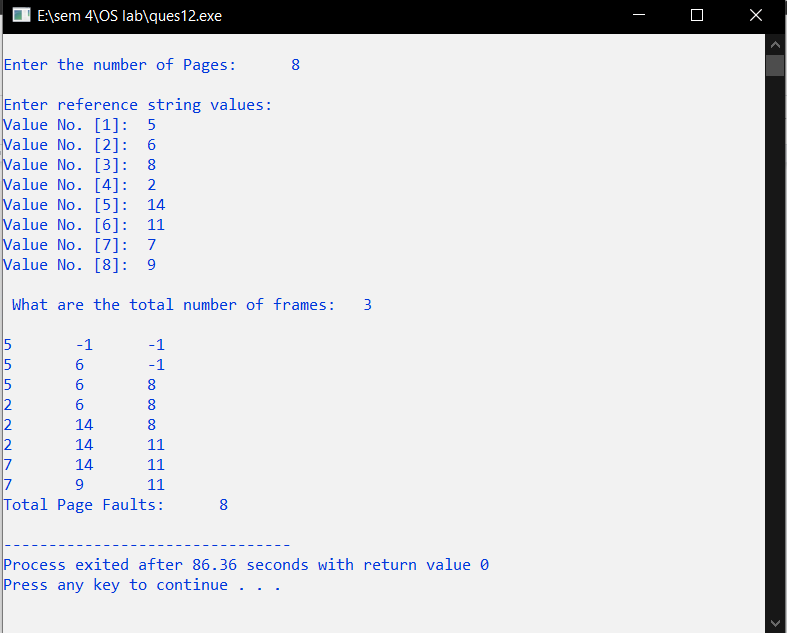 E:\sem 4\OS lab\ques12.exe
Enter the number of Pages:      8
Enter reference string values:
Value No. [1]:  5
Value No. [2]:  6
Value No. [3]:  8
Value No. [4]:  2
Value No. [5]:  14
Value No. [6]:  11
Value No. [7]:  7
Value No. [8]:  9
What are the total number of frames:   3
5       -1      -1
5       6       -1
5       6       8
2       6       8
2       14      8
2       14      11
7       14      11
7       9       11
Total Page Faults:      8
--------------------------------
Process exited after 86.36 seconds with return value 0
Press any key to continue . . .